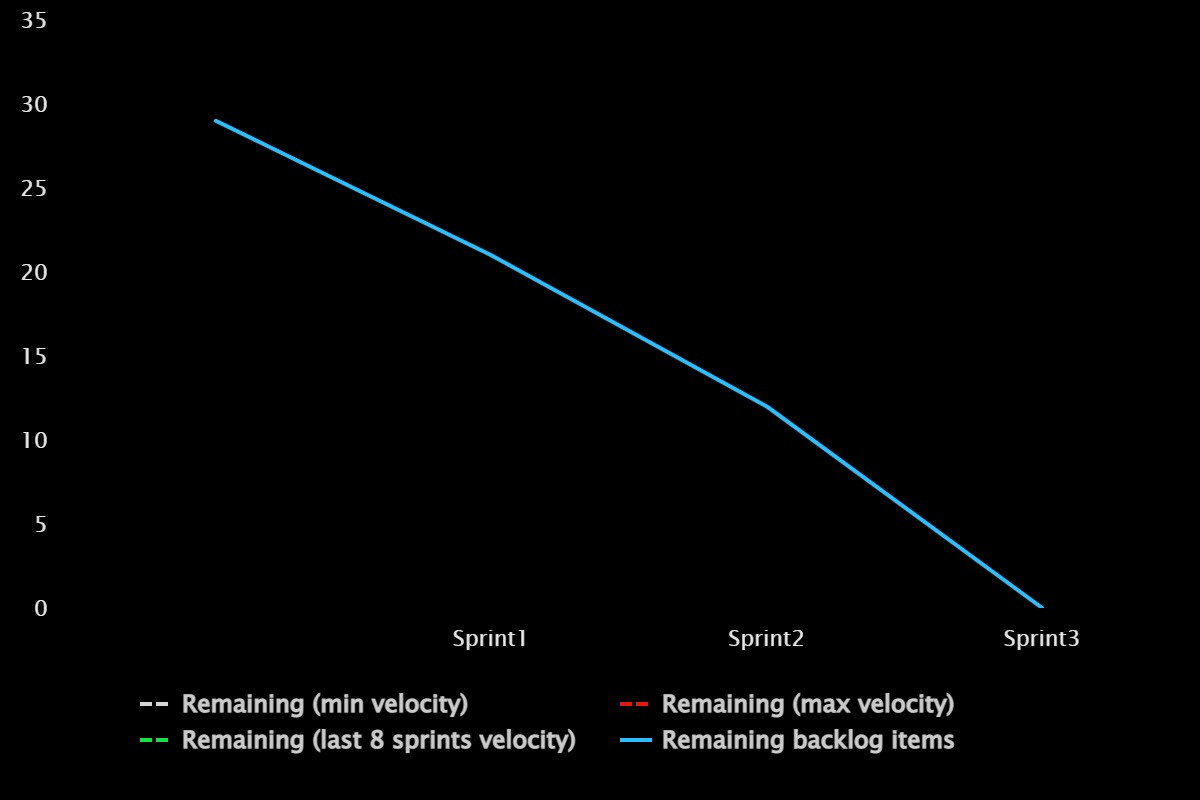 35
30
25
20
15
10
5
0
Sprint1 Sprint2 Sprint3
Remaining (min velocity) Remaining (max velocity)
Remaining (last 8 sprints velocity) Remaining backlog items